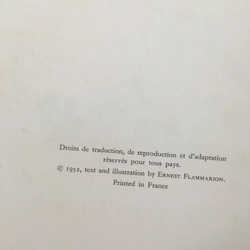 Droits de traduction, de reproduction et d'adaptation
réservés pour tous pays.
© 1952, text and illustration by ERNEST FLAMMARION.
Printed in France